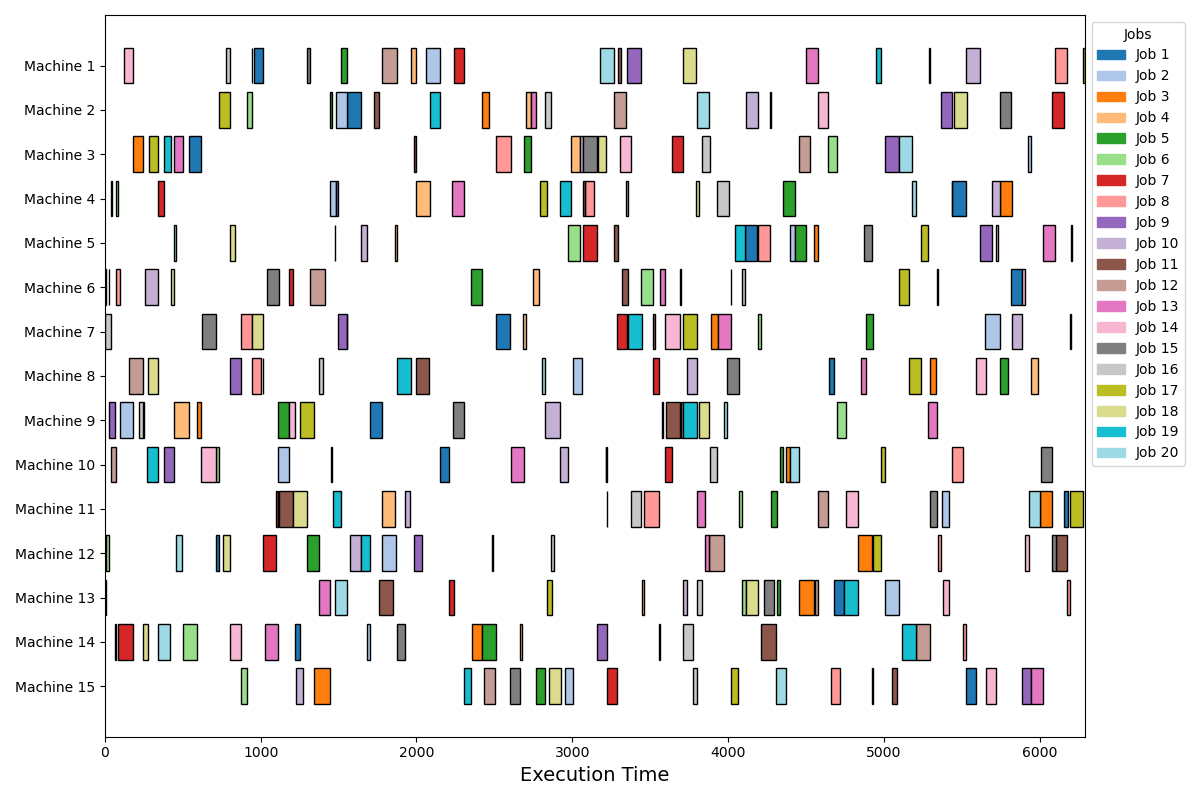 Machine 1
Machine 2
Machine 3
Machine 4
Machine 5
Machine 6
Machine 7
Machine 8
Machine 9
Machine 10
Machine 11
Machine 12
Machine 13
Machine 14
Machine 15
0 1000 2000 3000 4000 5000 6000
Execution Time
Jobs
Job 1
Job 2
Job 3
Job 4
Job 5
Job 6
Job 7
Job 8
Job 9
Job 10
Job 11
Job 12
Job 13
Job 14
Job 15
Job 16
Job 17
Job 18
Job 19
Job 20